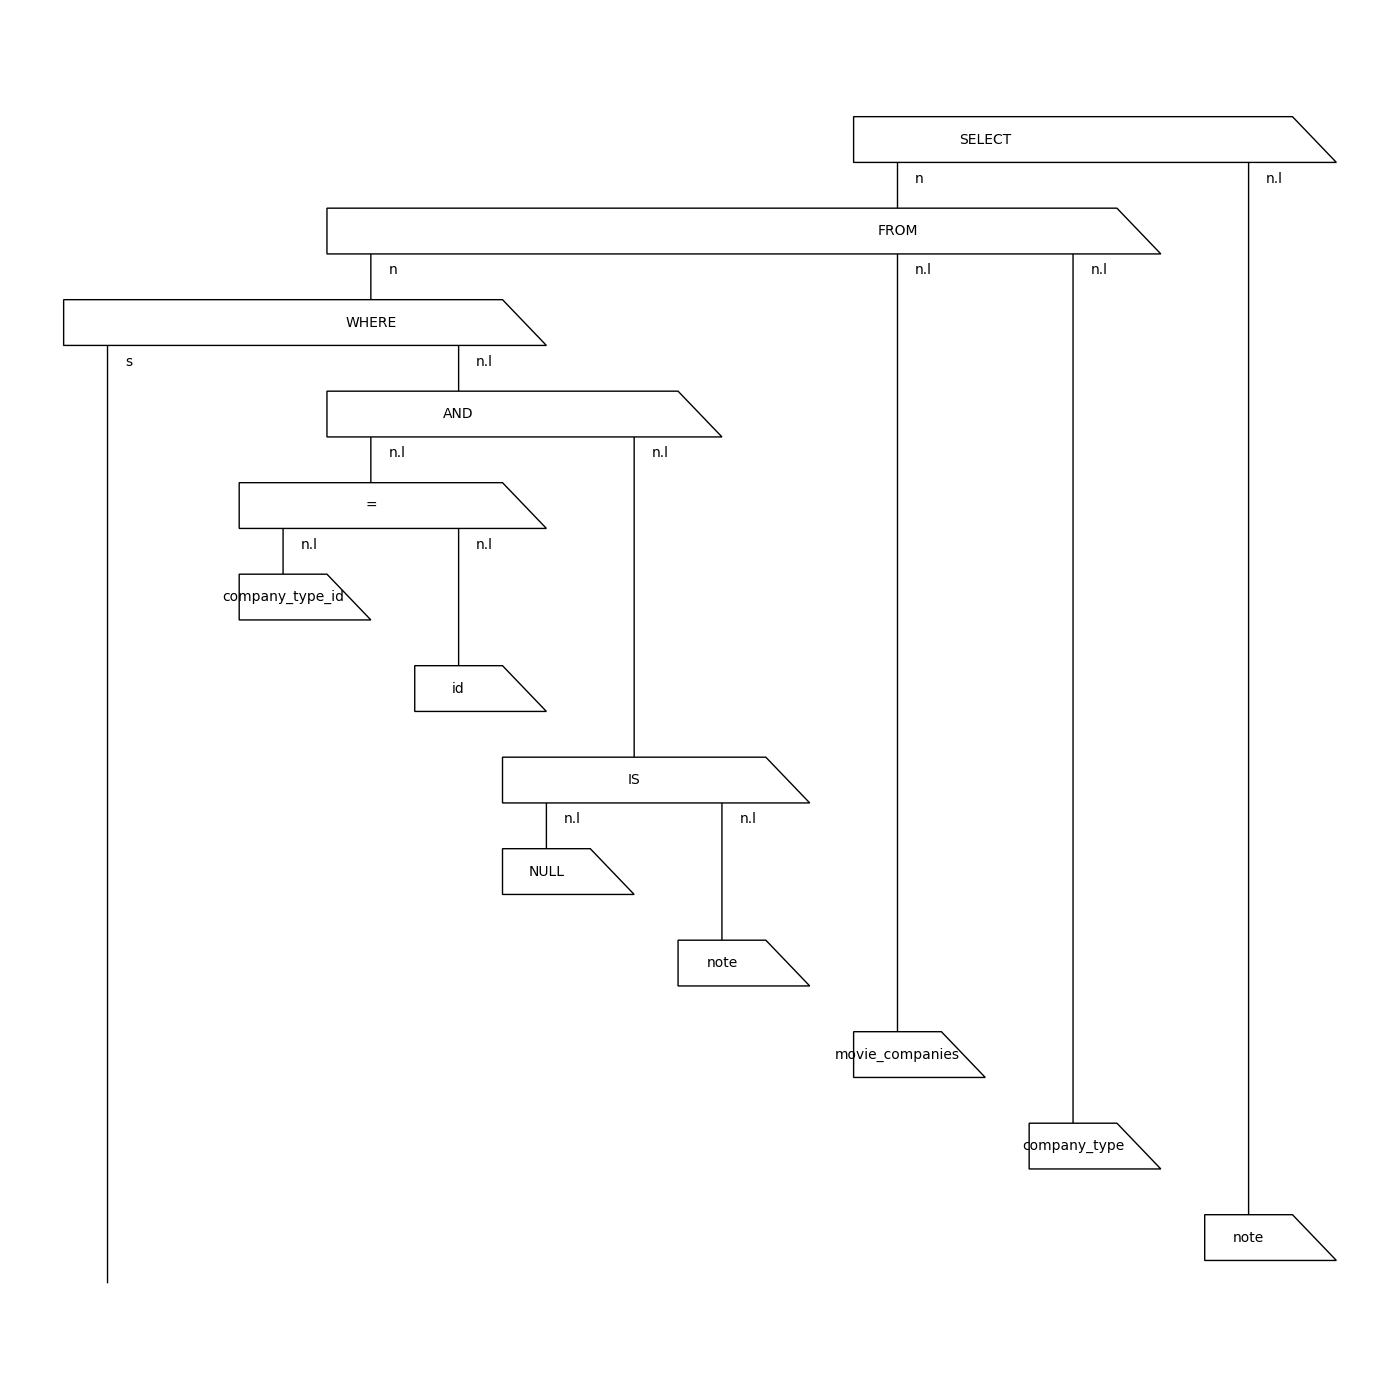 SELECT
n n.l
FROM
n n.l n.l
WHERE
s n.l
AND
n.l n.l
=
n.l n.l
company_type_id
id
IS
n.l n.l
NULL
note
movie_companies
company_type
note